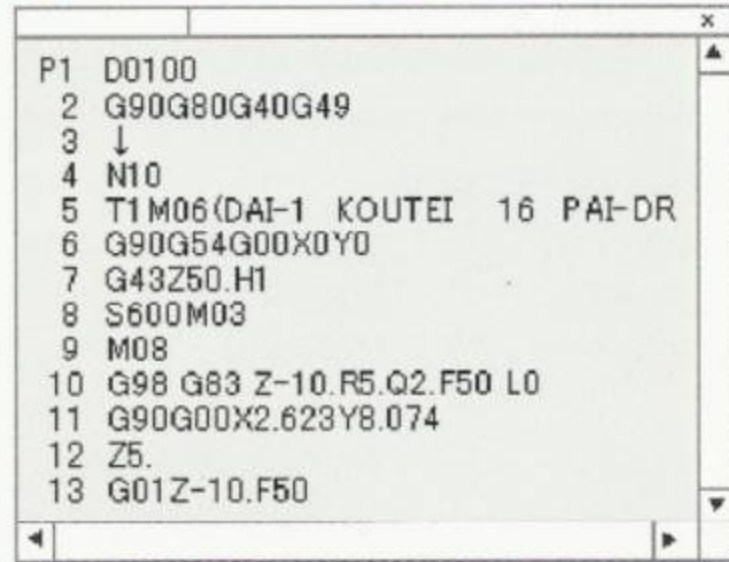 P1 D0100
2 G90G80G40G49
3 ↓
4 N10
5 T1M06(DAI-1 KOUTEI 16 PAI-DR
6 G90G54G00X0Y0
7 G43Z50.H1
8 S600M03
9 M08
10 G98 G83 Z-10.R5.Q2.F50 L0
11 G90G00X2.623Y8.074
12 Z5.
13 G01Z-10.F50